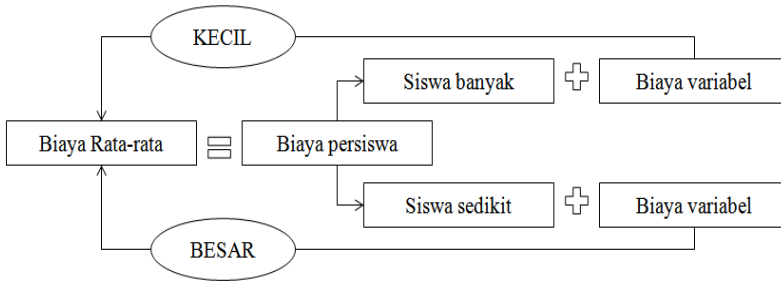 KECIL
Siswa banyak
Biaya variabel
Biaya Rata-rata
Biaya persiswa
Siswa sedikit
Biaya variabel
BESAR